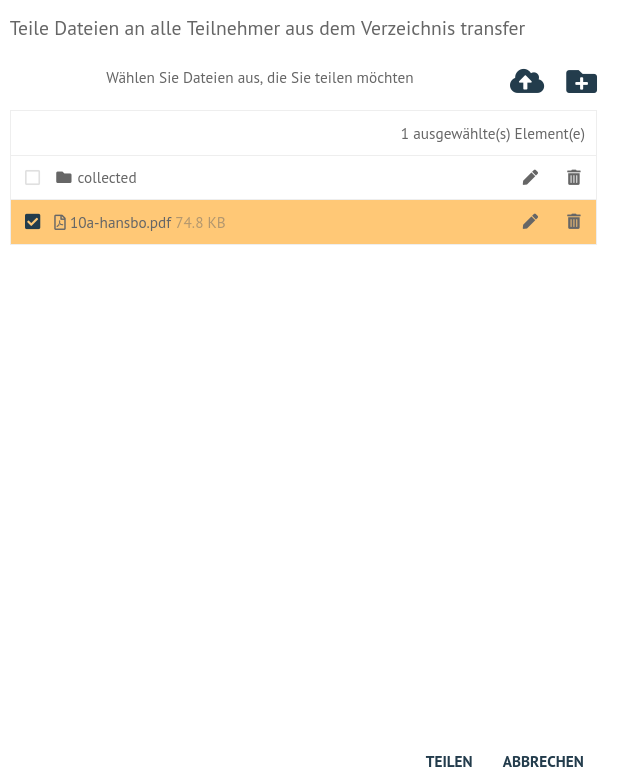 Teile Dateien an alle Teilnehmer aus dem Verzeichnis transfer
Wählen Sie Dateien aus, die Sie teilen möchten
1 ausgewählte(s) Element(e)
collected
10a-hansbo.pdf 74.8 KB
TEILEN ABBRECHEN